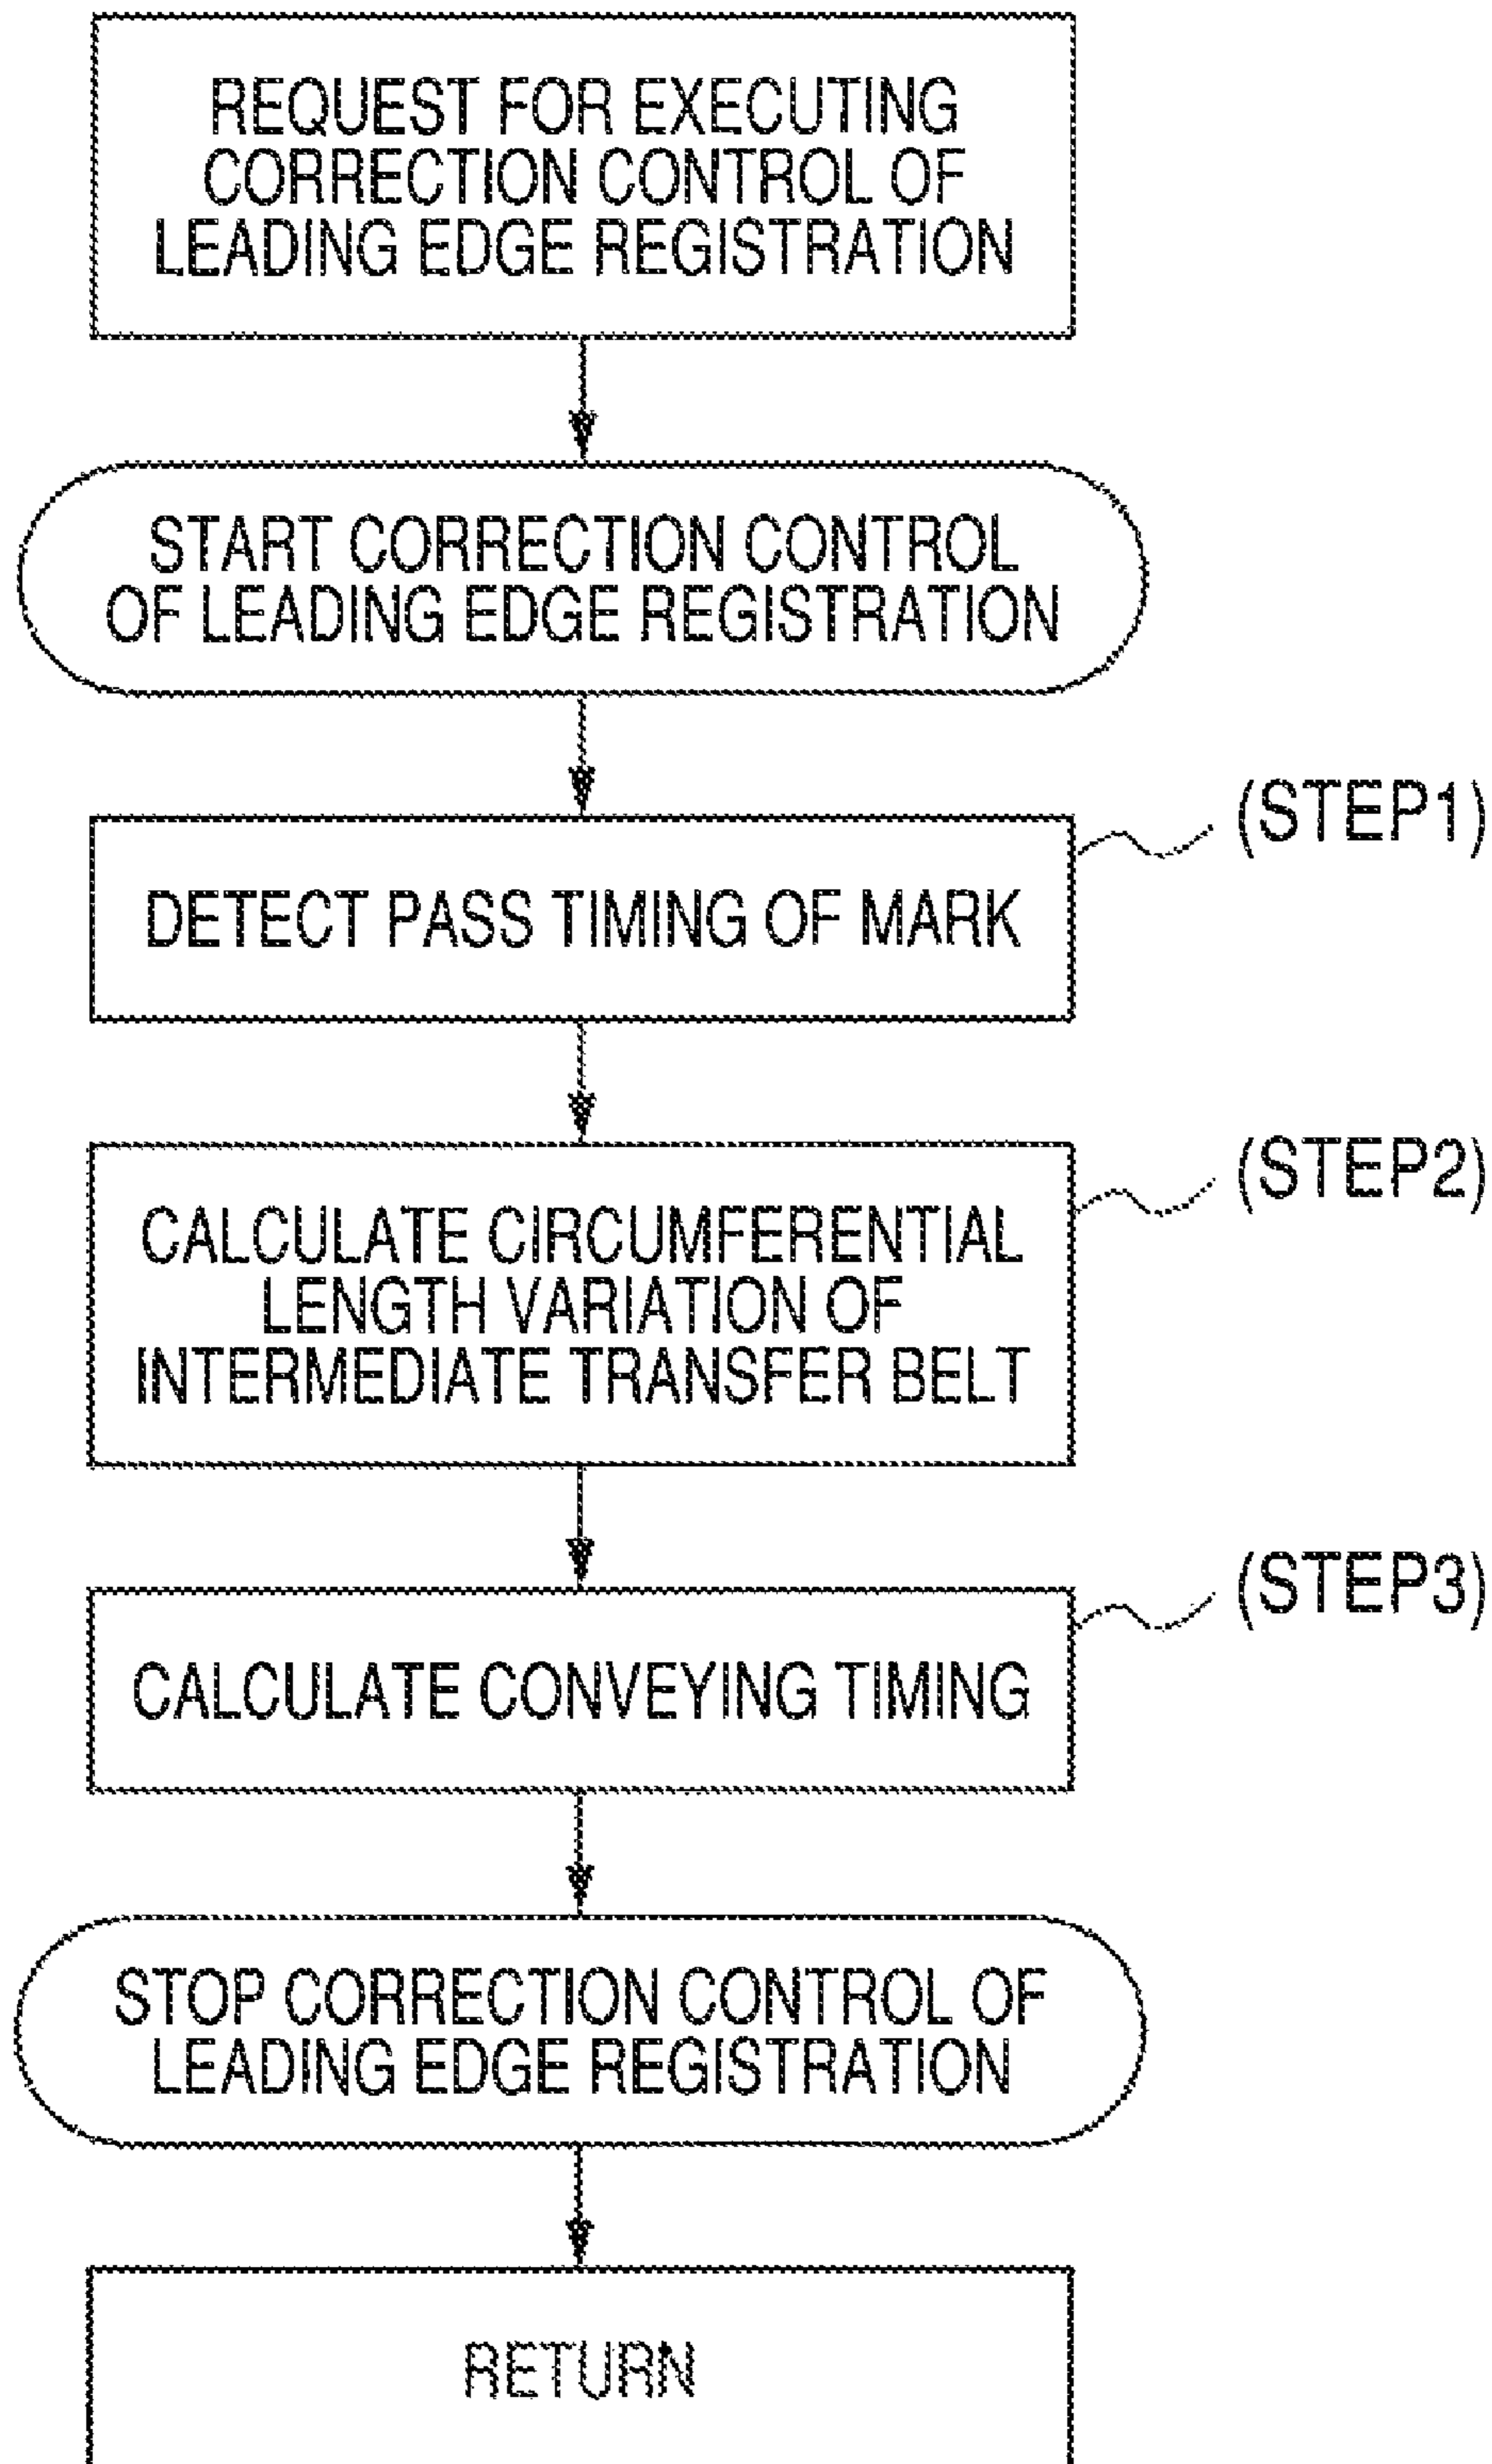 REQUEST FOR EXECUTING
CORRECTION CONTROL OF
LEADING EDGE REGISTRATION
START CORRECTION CONTROL
OF LEADING EDGE REGISTRATION
(STEP1)
DETECT PASS TIMING OF MARK
(STEP2)
CALCULATE CIRCUMFERENTIAL
LENGTH VARIATION OF
INTERMEDIATE TRANSFER BELT
(STEP3)
CALCULATE CONVEYING TIMING
STOP CORRECTION CONTROL OF
LEADING EDGE REGISTRATION
RETURN